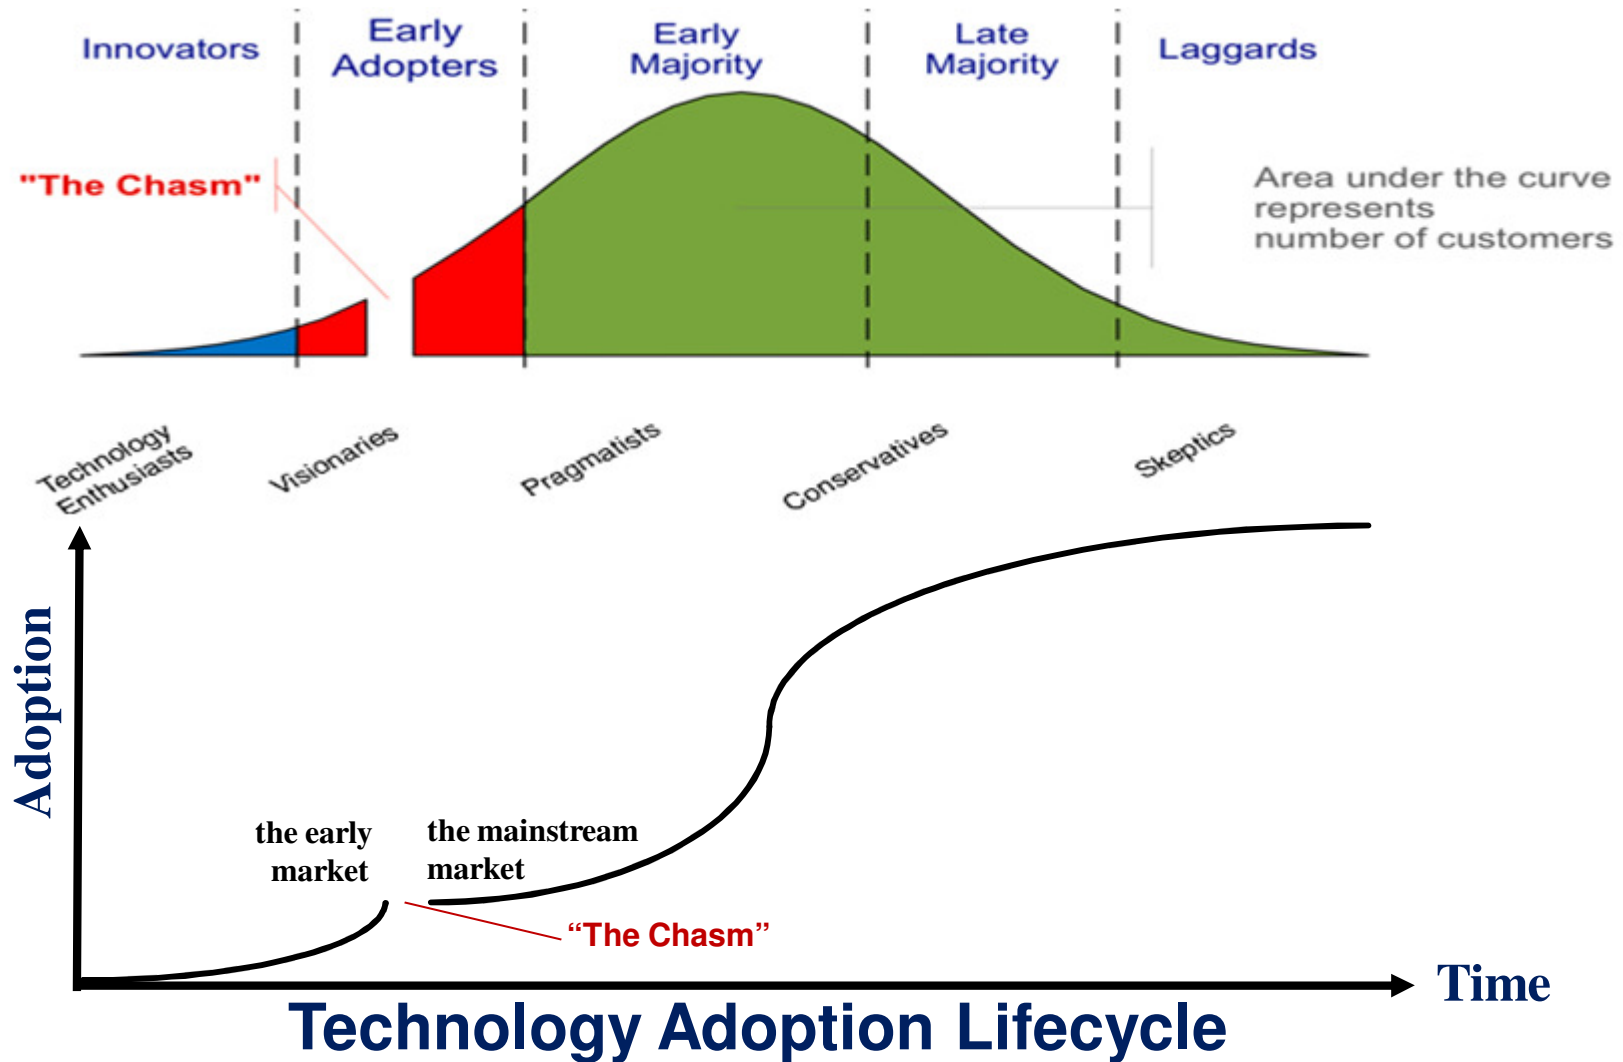 Innovators
Early
Adopters
Early
Majority
Late
Majority
Laggards
"The Chasm"
Area under the curve
represents
number of customers
Technology
Enthusiasts
Visionaries
Pragmatists
Conservatives
Skeptics
Adoption
the early
market
the mainstream
market
“The Chasm”
Time
Technology Adoption Lifecycle